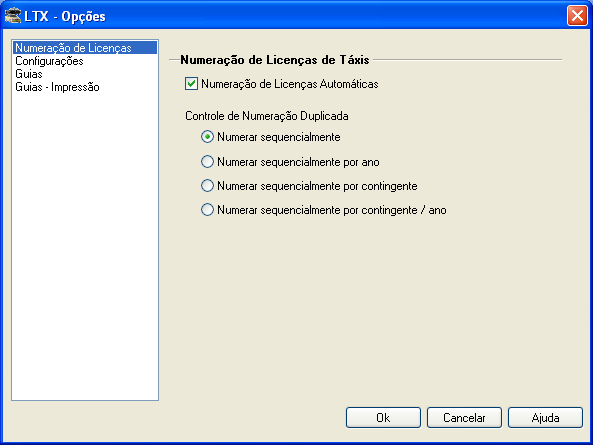 LTX - Opções
Numeração de Licenças
Configurações
Guias
Guias - Impressão
Numeração de Licenças de Táxis
Numeração de Licenças Automáticas
Controle de Numeração Duplicada
Numerar sequencialmente
Numerar sequencialmente por ano
Numerar sequencialmente por contingente
Numerar sequencialmente por contingente / ano
Ok
Cancelar
Ajuda